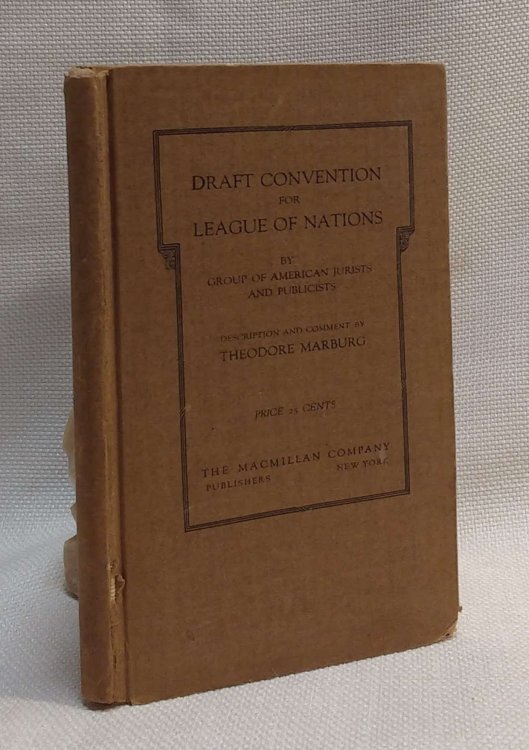 DRAFT CONVENTION
FOR
LEAGUE OF NATIONS
BY
GROUP OF AMERICAN JURISTS
AND PUBLICISTS
DESCRIPTION AND COMMENT BY
THEODORE MARBURG
PRICE 25 CENTS
THE MACMILLAN COMPANY
PUBLISHERS NEW YORK